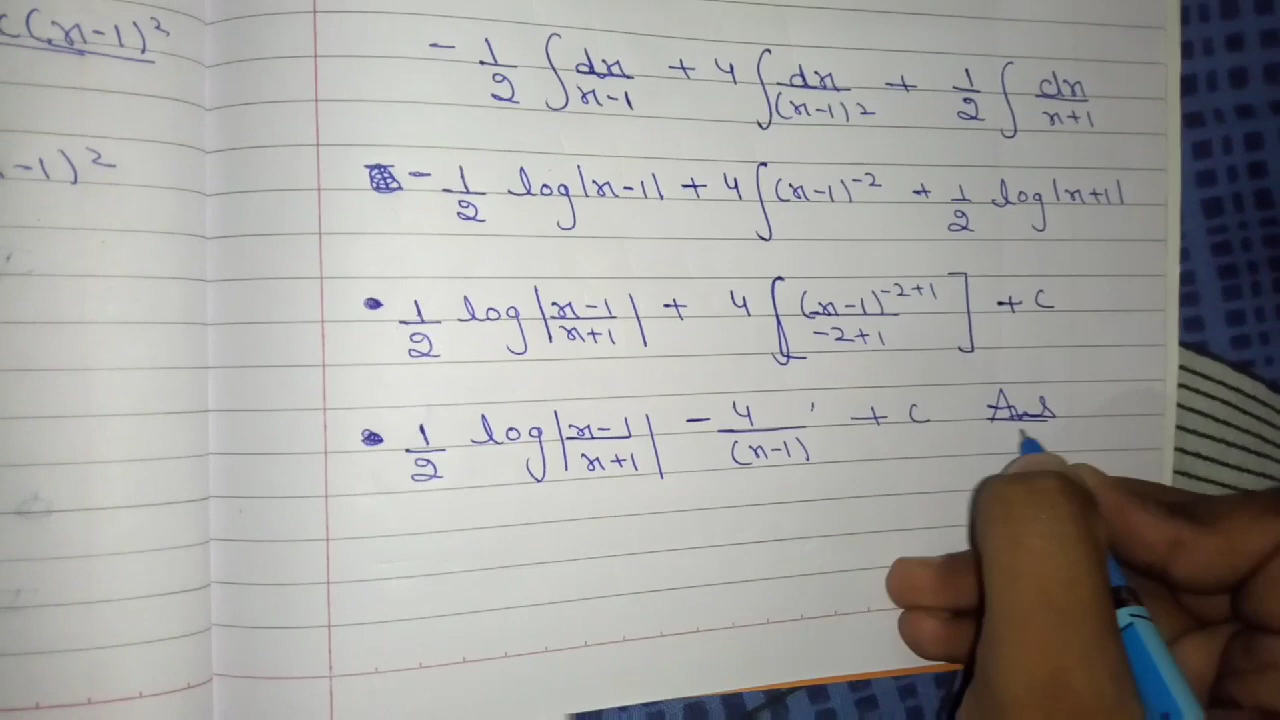 C(x-1)²
-1)²
- 1/2 ∫ dx/(x-1) + 4 ∫ dx/(x-1)2 + 1/2 ∫ dx/(x+1)
- 1/2 log|x-1| + 4 ∫ (x-1)⁻² + 1/2 log|x+1|
1/2 log |(x-1)/(x+1)| + 4 [ (x-1)⁻²⁺¹/(-2+1) ] + C
1/2 log |(x-1)/(x+1)| - 4/(x-1) + C Ans